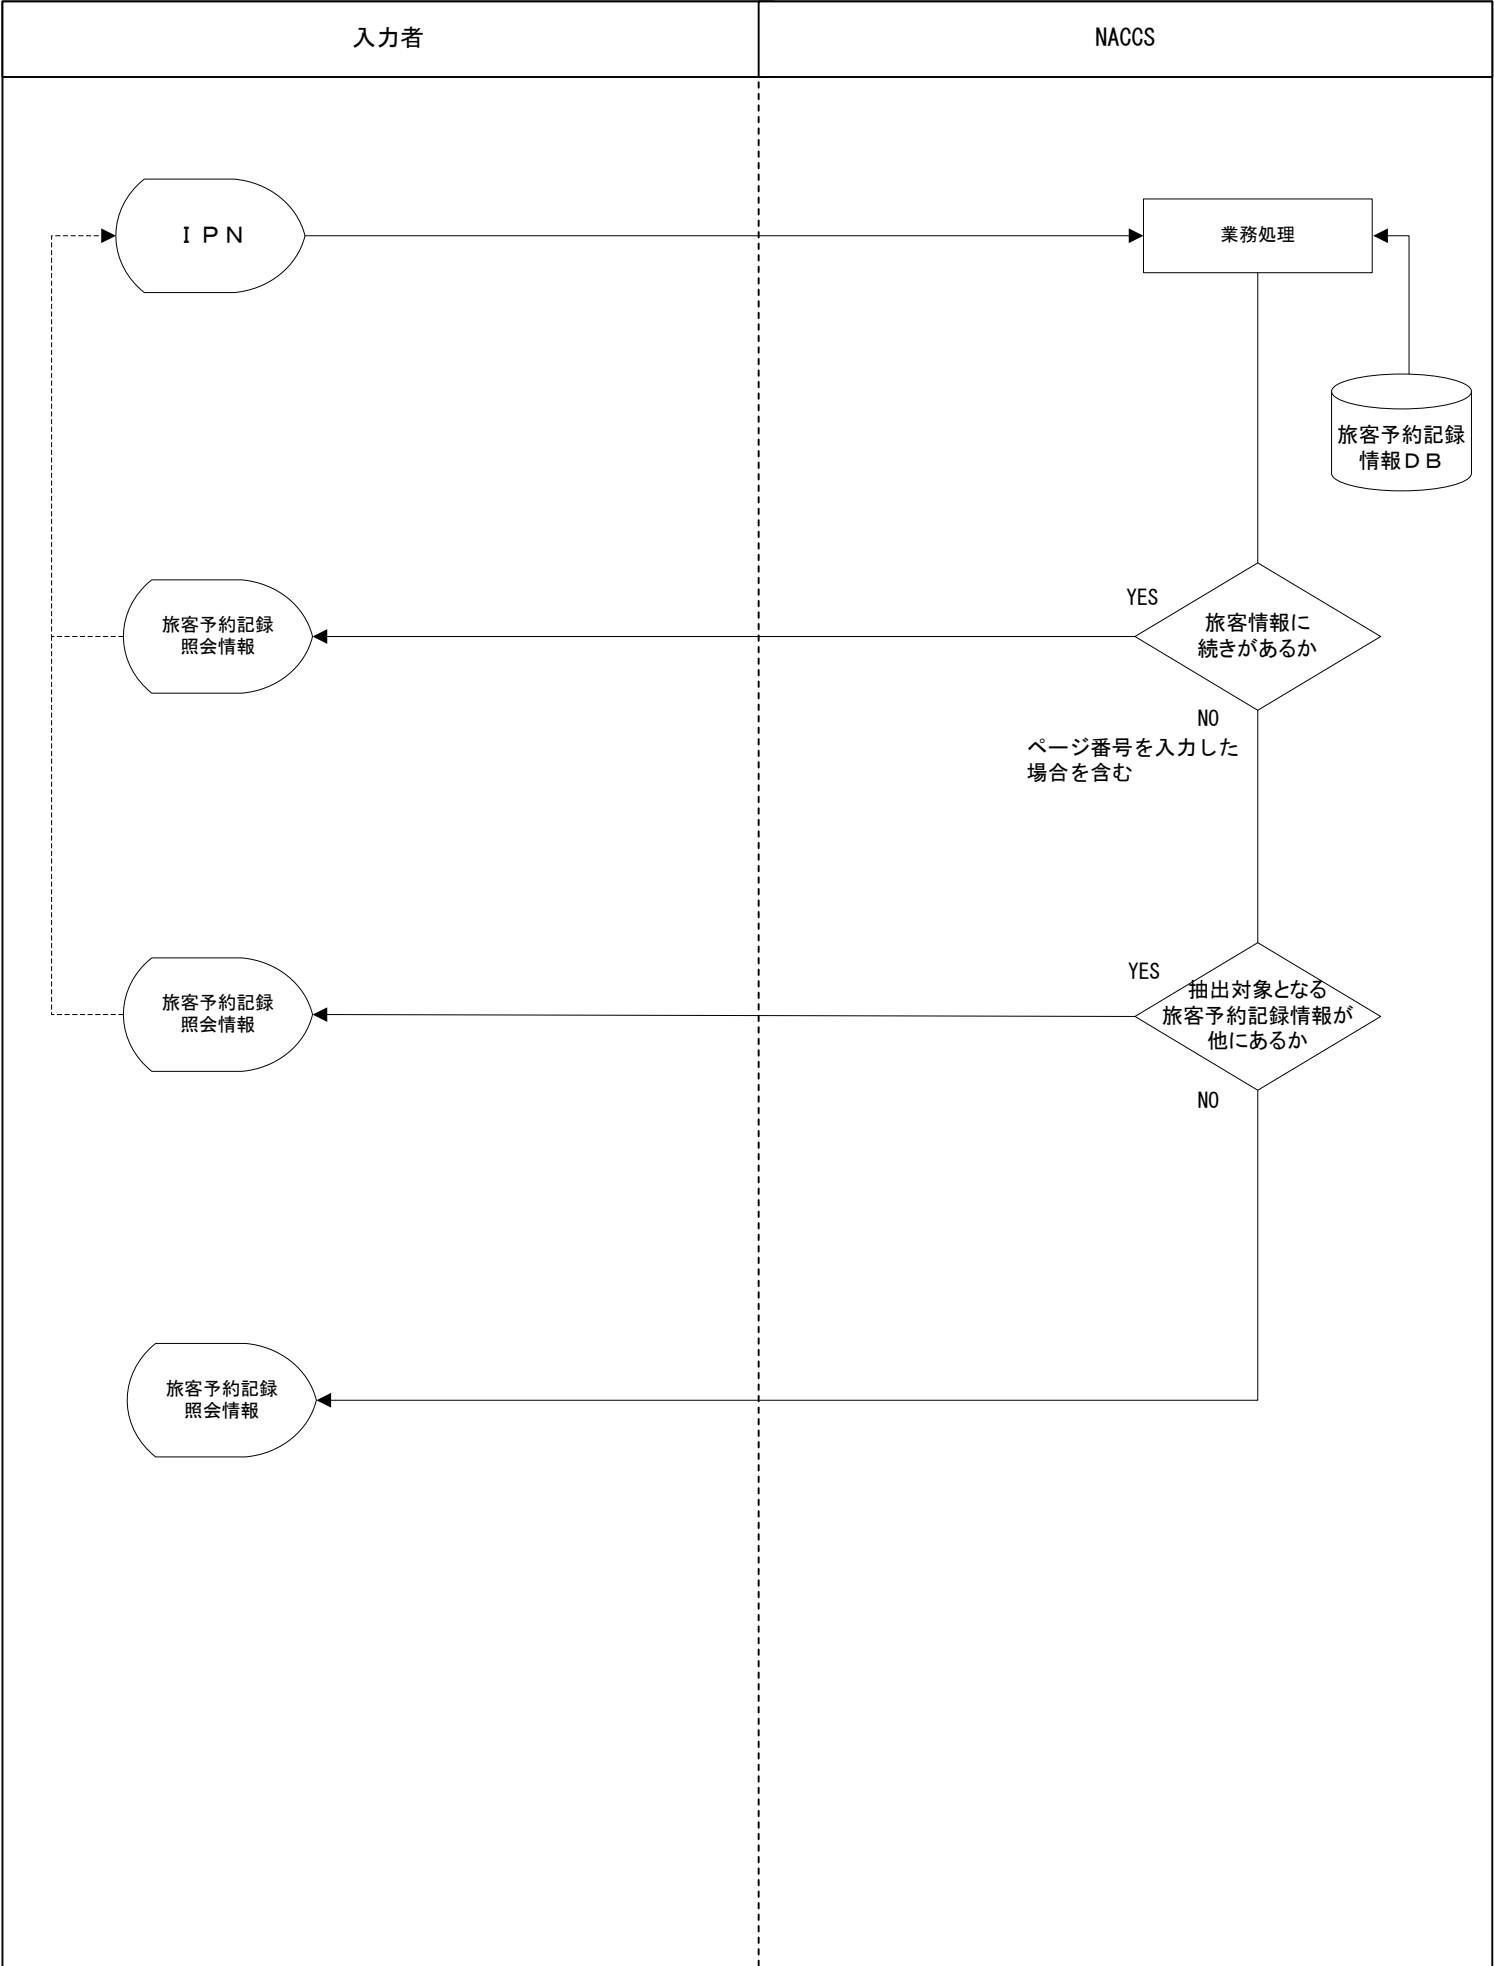 入力者
NACCS
ＩＰＮ
業務処理
旅客予約記録
情報ＤＢ
YES
旅客情報に
続きがあるか
旅客予約記録
照会情報
NO
ページ番号を入力した
場合を含む
YES
抽出対象となる
旅客予約記録情報が
他にあるか
旅客予約記録
照会情報
NO
旅客予約記録
照会情報